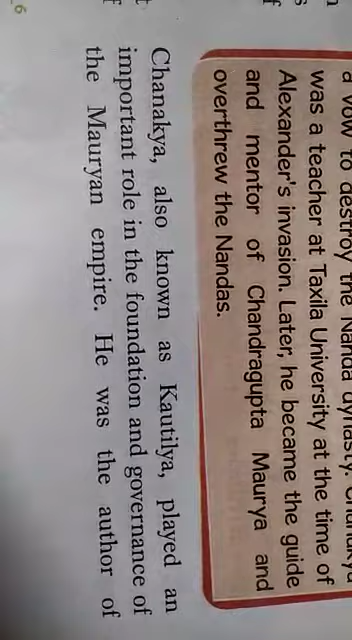 a vow to destroy the Nanda dynasty. Chanakya
was a teacher at Taxila University at the time of
Alexander's invasion. Later, he became the guide
and mentor of Chandragupta Maurya and
overthrew the Nandas.
Chanakya, also known as Kautilya, played an
important role in the foundation and governance of
the Mauryan empire. He was the author of